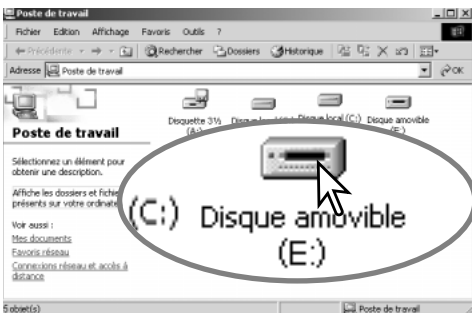 Poste de travail
Fichier Edition Affichage Favoris Outils ?
Précédente Rechercher Dossiers Historique
Adresse Poste de travail OK
Disquette 3½ (A:)
Disque local (C:)
Disque amovible (E:)
Poste de travail
Sélectionnez un élément pour
obtenir une description.
Affiche les dossiers et
présents sur votre
Voir aussi :
Mes documents
Favoris réseau
Connexions réseau et accès à
distance
(C:) Disque amovible
(E:)
5 objet(s) Poste de travail